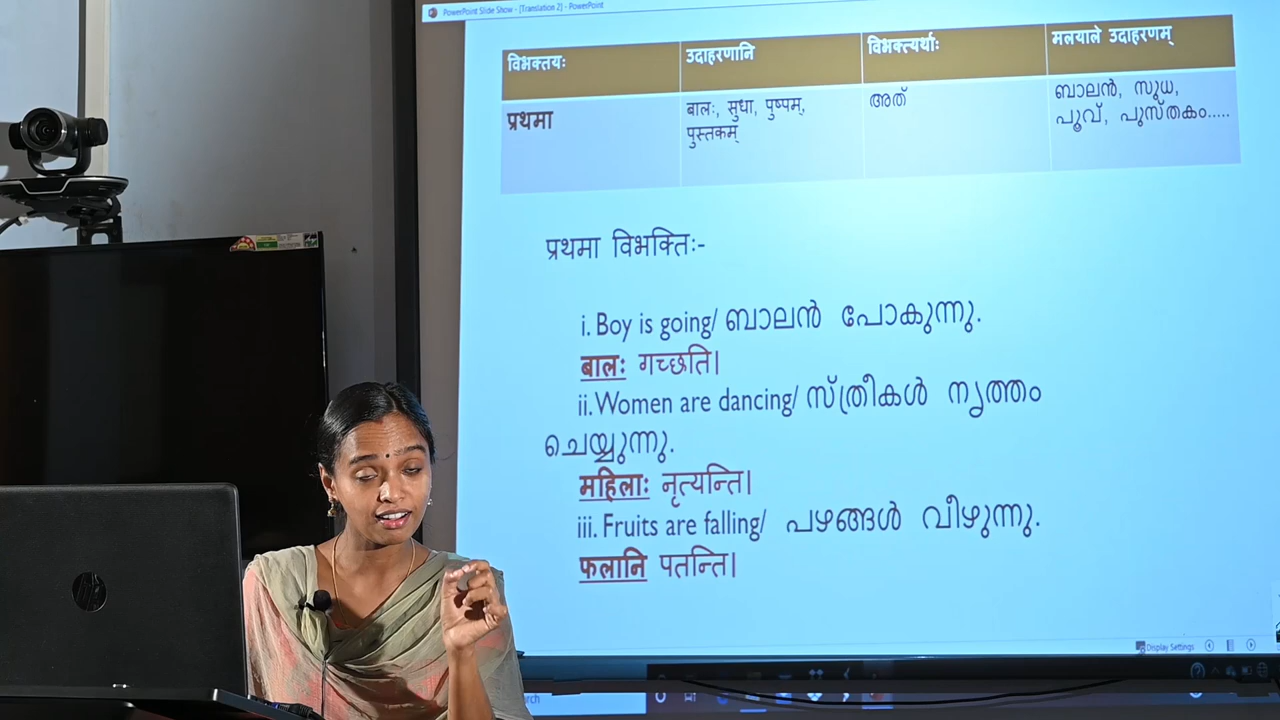 PowerPoint Slide Show - [Translation 2] - PowerPoint
विभक्तयः उदाहरणानि विभक्त्यर्थाः मलयाले उदाहरणम्
प्रथमा बालः, सुधा, पुष्पम्, അത് ബാലൻ, സുധ,
पुस्तकम् പൂവ്, പുസ്തകം.....
प्रथमा विभक्तिः-
i. Boy is going/ ബാലൻ പോകുന്നു.
बालः गच्छति।
ii. Women are dancing/ സ്ത്രീകൾ നൃത്തം
ചെയ്യുന്നു.
महिलाः नृत्यन्ति।
iii. Fruits are falling/ പഴങ്ങൾ വീഴുന്നു.
फलानि पतन्ति।
Display Settings